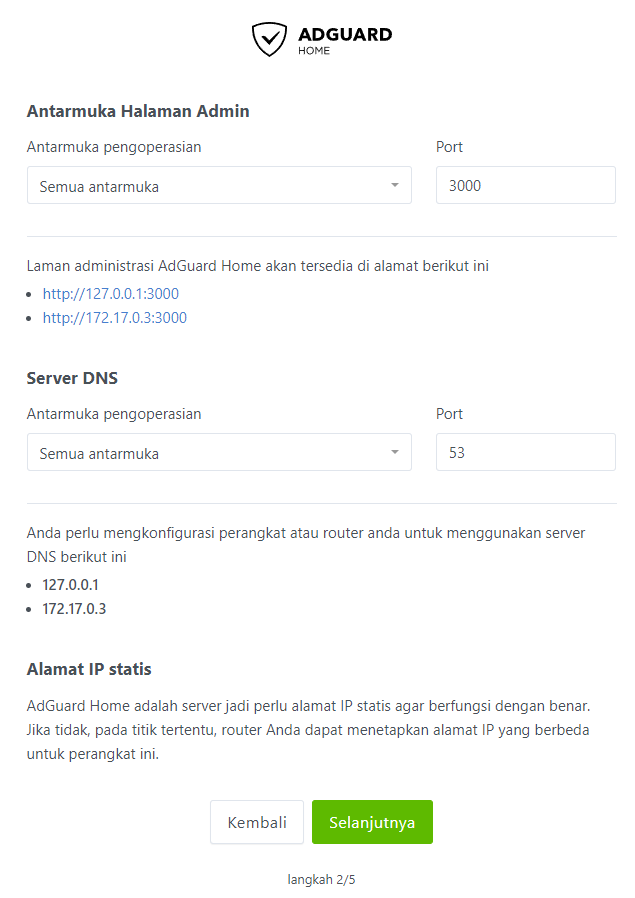 ADGUARD
HOME
Antarmuka Halaman Admin
Antarmuka pengoperasian
Port
Semua antarmuka
3000
Laman administrasi AdGuard Home akan tersedia di alamat berikut ini
http://127.0.0.1:3000
http://172.17.0.3:3000
Server DNS
Antarmuka pengoperasian
Port
Semua antarmuka
53
Anda perlu mengkonfigurasi perangkat atau router anda untuk menggunakan server
DNS berikut ini
127.0.0.1
172.17.0.3
Alamat IP statis
AdGuard Home adalah server jadi perlu alamat IP statis agar berfungsi dengan benar.
Jika tidak, pada titik tertentu, router Anda dapat menetapkan alamat IP yang berbeda
untuk perangkat ini.
Kembali
Selanjutnya
langkah 2/5